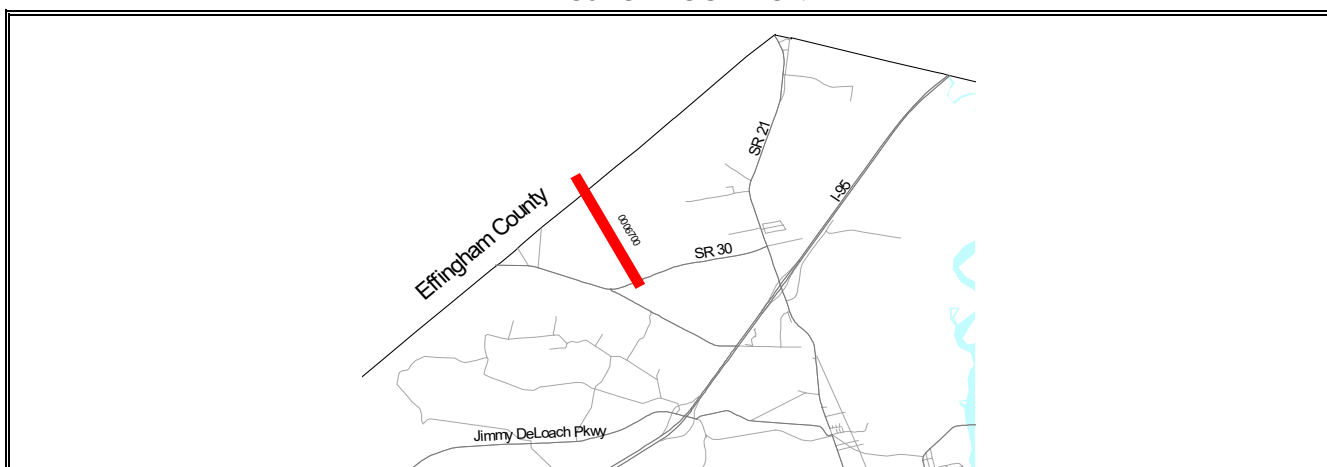 SR 21
I-95
Effingham County
0006700
SR 30
Jimmy DeLoach Pkwy